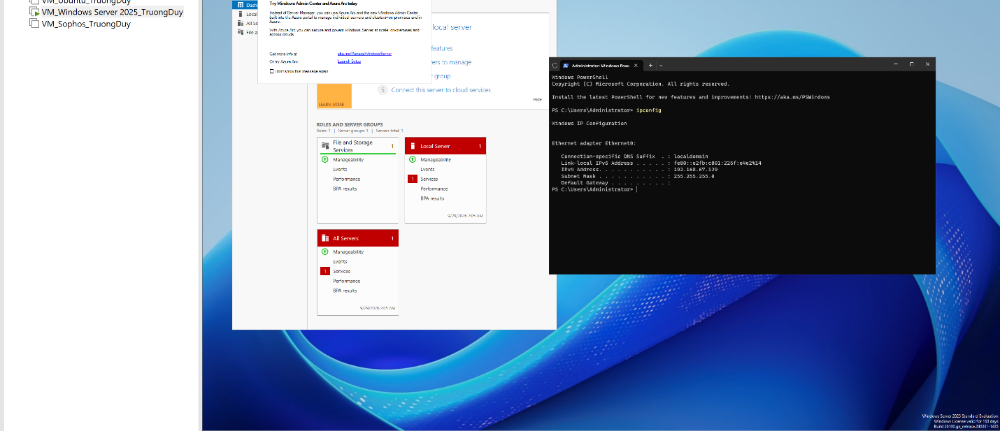 VM_Ubuntu_TruongDuy
VM_Windows Server 2025_TruongDuy
VM_Sophos_TruongDuy
Dash
Local
All Se
File a
Try Windows Admin Center and Azure Arc today
Instead of Server Manager, you can use Azure Arc and the new Windows Admin Center
built into the Azure portal to manage individual servers and clusters–on-premises and in
Azure.
With Azure Arc you can secure and govern Windows Server at scale: on-premises and
across clouds
Get more info at: aka.ms/ManageWindowsServer
Or try Azure Arc: Launch Setup
Don't show this message again
local server
features
ers to manage
group
5 Connect this server to cloud services
LEARN MORE
Hide
ROLES AND SERVER GROUPS
Roles: 1 | Server groups: 1 | Servers total: 1
File and Storage
Services 1
Manageability
Events
Performance
BPA results
Local Server 1
Manageability
Events
1 Services
Performance
BPA results
9/29/2026 2:05 AM
All Servers 1
Manageability
Events
1 Services
Performance
BPA results
9/29/2026 2:05 AM
Administrator: Windows Pow
Windows PowerShell
Copyright (C) Microsoft Corporation. All rights reserved.
Install the latest PowerShell for new features and improvements! https://aka.ms/PSWindows
PS C:\Users\Administrator> ipconfig
Windows IP Configuration
Ethernet adapter Ethernet0:
Connection-specific DNS Suffix . : localdomain
Link-local IPv6 Address . . . . . : fe80::e2fb:c801:225f:e4e2%14
IPv4 Address. . . . . . . . . . . : 192.168.67.129
Subnet Mask . . . . . . . . . . . : 255.255.255.0
Default Gateway . . . . . . . . . :
PS C:\Users\Administrator>
Windows Server 2025 Standard Evaluation
Windows License valid for 168 days
Build 26100.ge_release.240331-1435